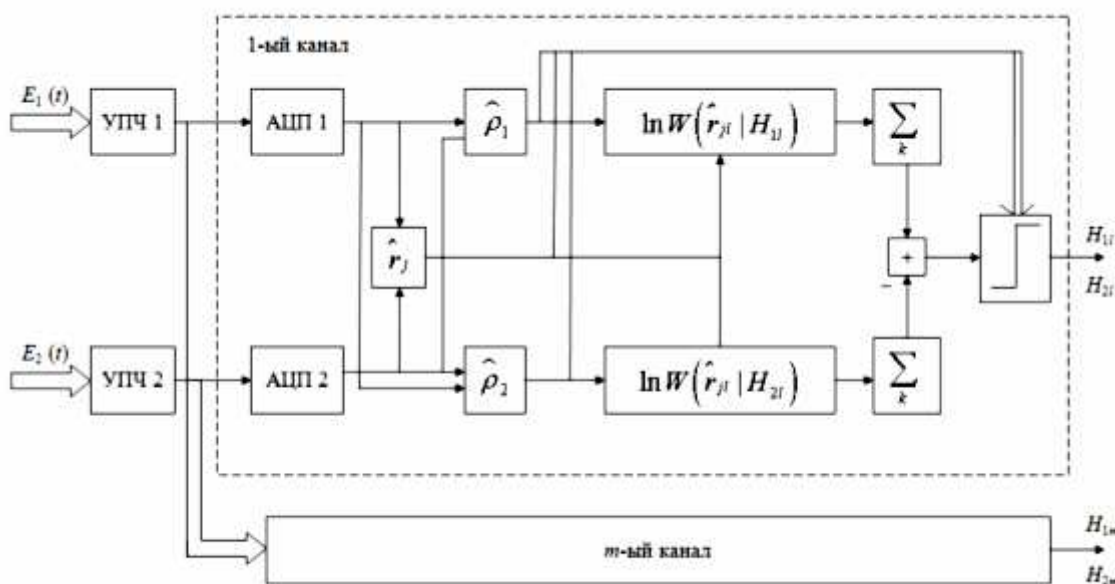 1-ый канал
E₁ (t)
УПЧ 1
АЦП 1
ρ̂₁
ln W(r̂ⱼₗ | H₁ₗ)
∑ k
r̂ⱼ
+
−
H₁ₗ
H₂ₗ
E₂ (t)
УПЧ 2
АЦП 2
ρ̂₂
ln W(r̂ⱼₗ | H₂ₗ)
∑ k
m-ый канал
H₁ₘ
H₂ₘ